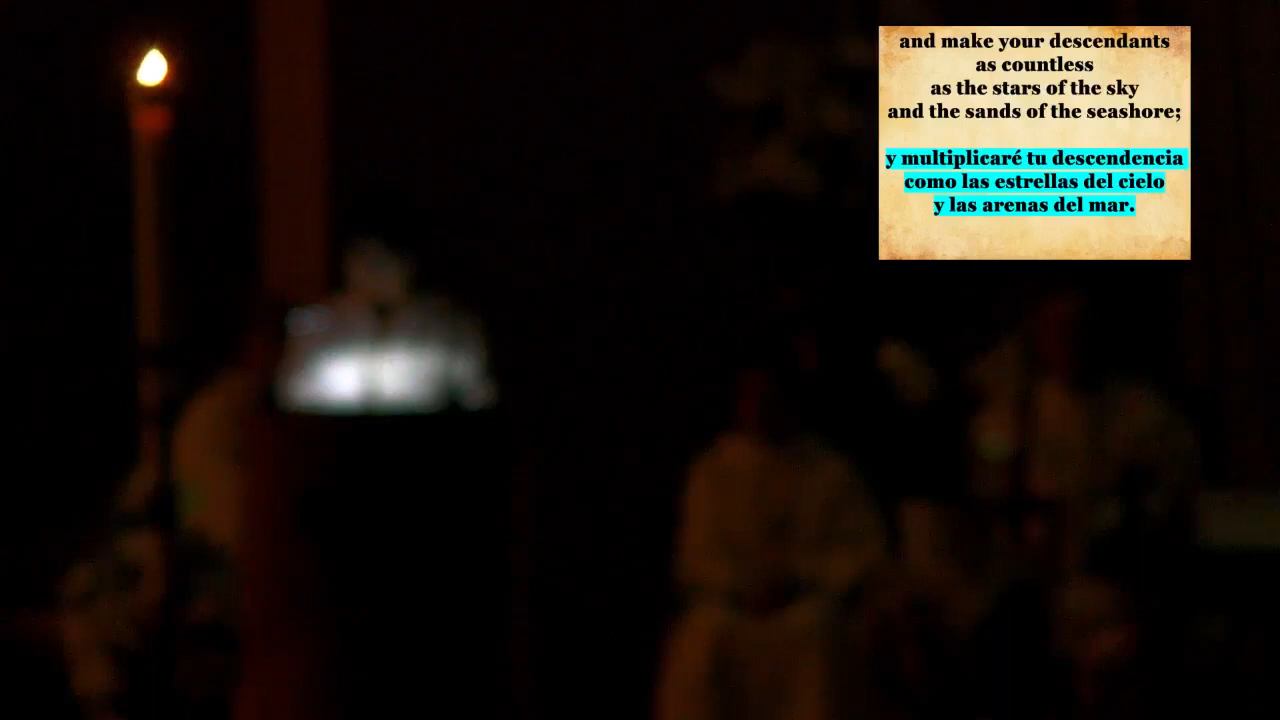 and make your descendants
as countless
as the stars of the sky
and the sands of the seashore;
y multiplicaré tu descendencia
como las estrellas del cielo
y las arenas del mar.